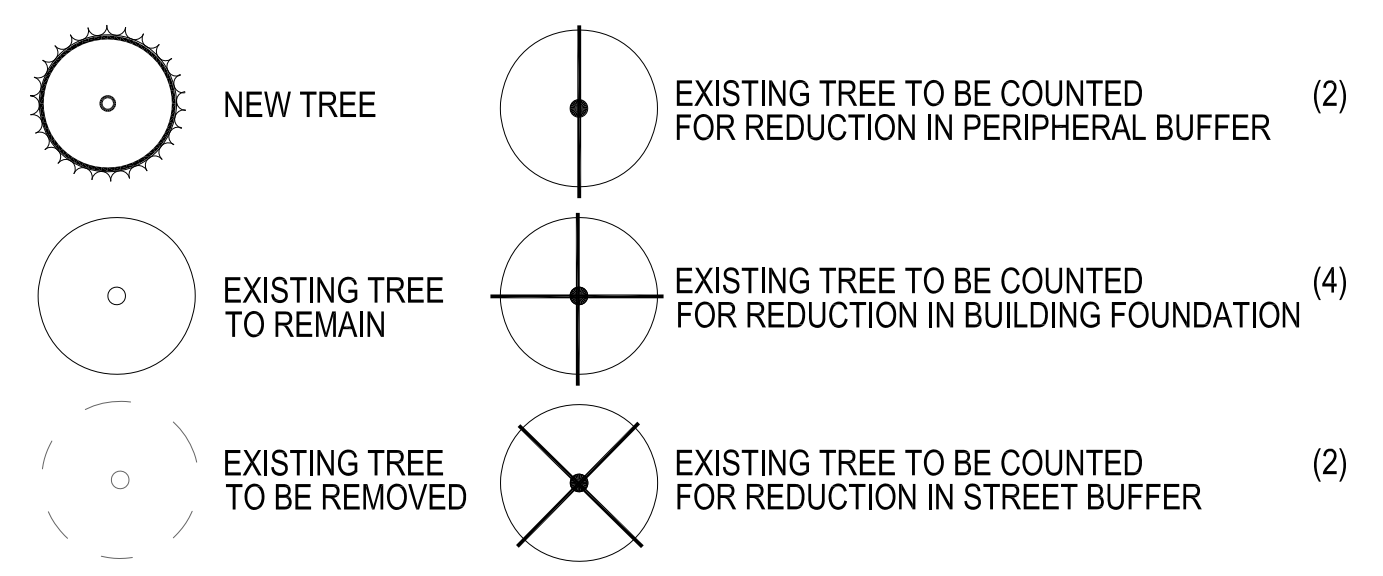 NEW TREE
EXISTING TREE
TO REMAIN
EXISTING TREE
TO BE REMOVED
EXISTING TREE TO BE COUNTED (2)
FOR REDUCTION IN PERIPHERAL BUFFER
EXISTING TREE TO BE COUNTED (4)
FOR REDUCTION IN BUILDING FOUNDATION
EXISTING TREE TO BE COUNTED (2)
FOR REDUCTION IN STREET BUFFER